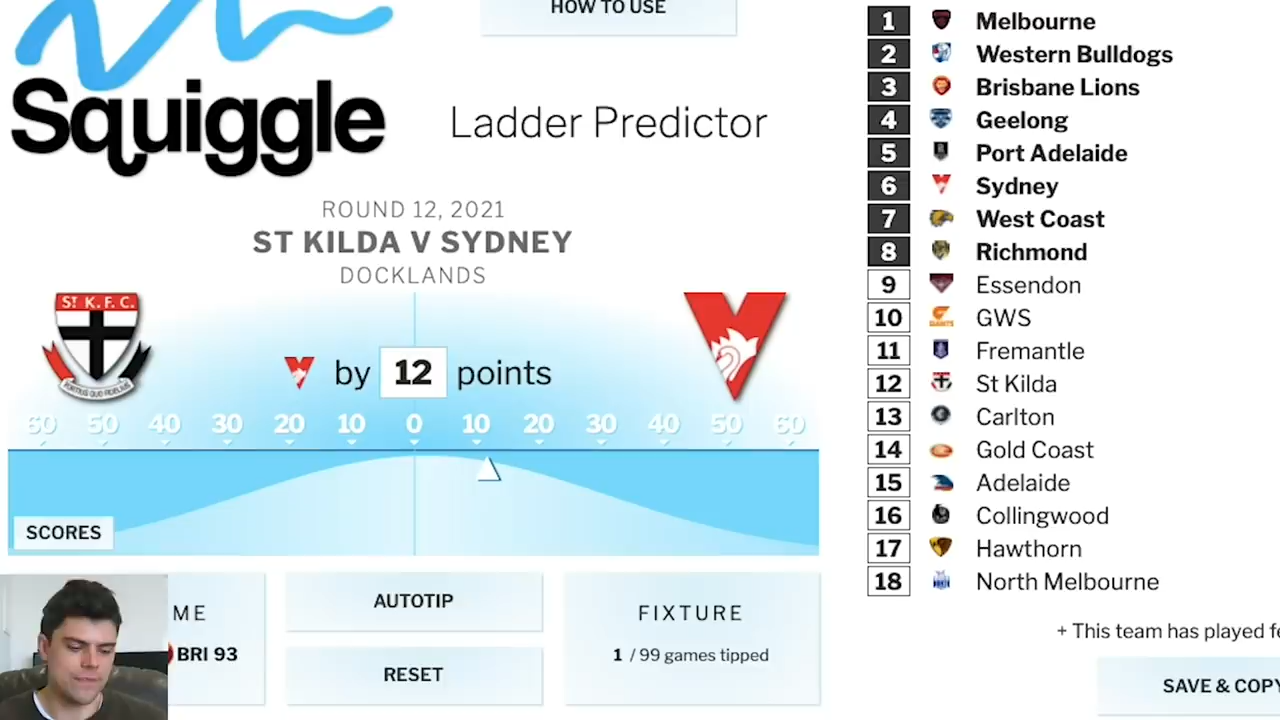 HOW TO USE
Squiggle
Ladder Predictor
ROUND 12, 2021
ST KILDA V SYDNEY
DOCKLANDS
ST. K.F.C.
by 12 points
60 50 40 30 20 10 0 10 20 30 40 50 60
SCORES
ME
BRI 93
AUTOTIP
RESET
FIXTURE
1 / 99 games tipped
1 Melbourne
2 Western Bulldogs
3 Brisbane Lions
4 Geelong
5 Port Adelaide
6 Sydney
7 West Coast
8 Richmond
9 Essendon
10 GWS
11 Fremantle
12 St Kilda
13 Carlton
14 Gold Coast
15 Adelaide
16 Collingwood
17 Hawthorn
18 North Melbourne
+ This team has played fe
SAVE & COPY